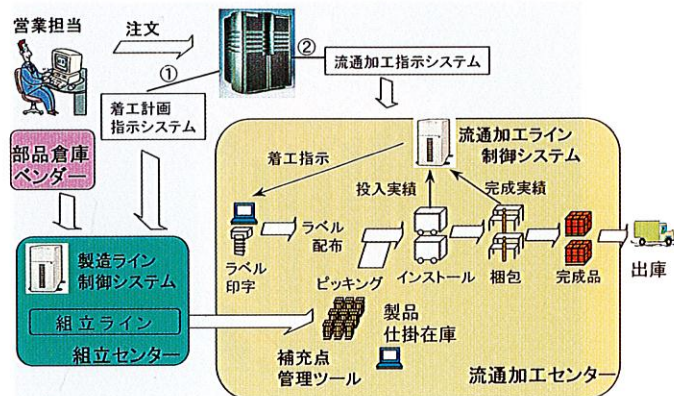 営業担当
注文
①
②
流通加工指示システム
着工計画
指示システム
部品倉庫
ベンダー
流通加工ライン
制御システム
着工指示
投入実績
完成実績
ラベル
配布
ラベル
印字
ピッキング
インストール
梱包
完成品
出庫
製造ライン
制御システム
組立ライン
組立センター
製品
仕掛在庫
補充点
管理ツール
流通加工センター